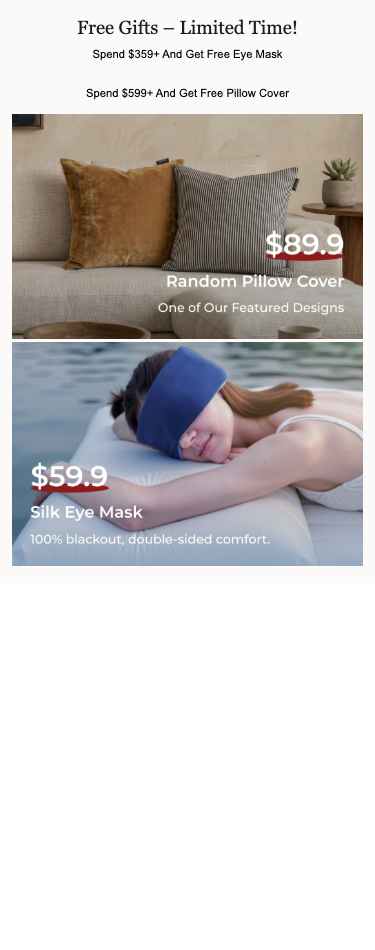 Free Gifts – Limited Time!
Spend $359+ And Get Free Eye Mask
Spend $599+ And Get Free Pillow Cover
$89.9
Random Pillow Cover
One of Our Featured Designs
$59.9
Silk Eye Mask
100% blackout, double-sided comfort.